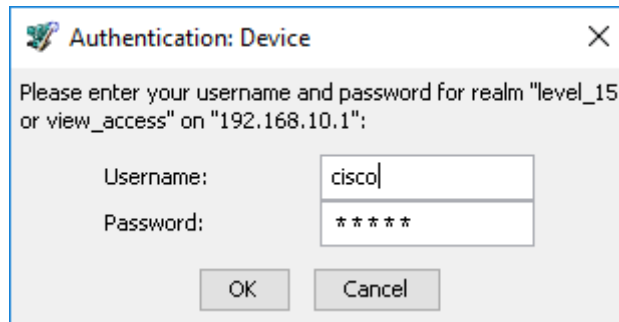 Authentication: Device
Please enter your username and password for realm "level_15
or view_access" on "192.168.10.1":
Username: cisco
Password: *****
OK Cancel